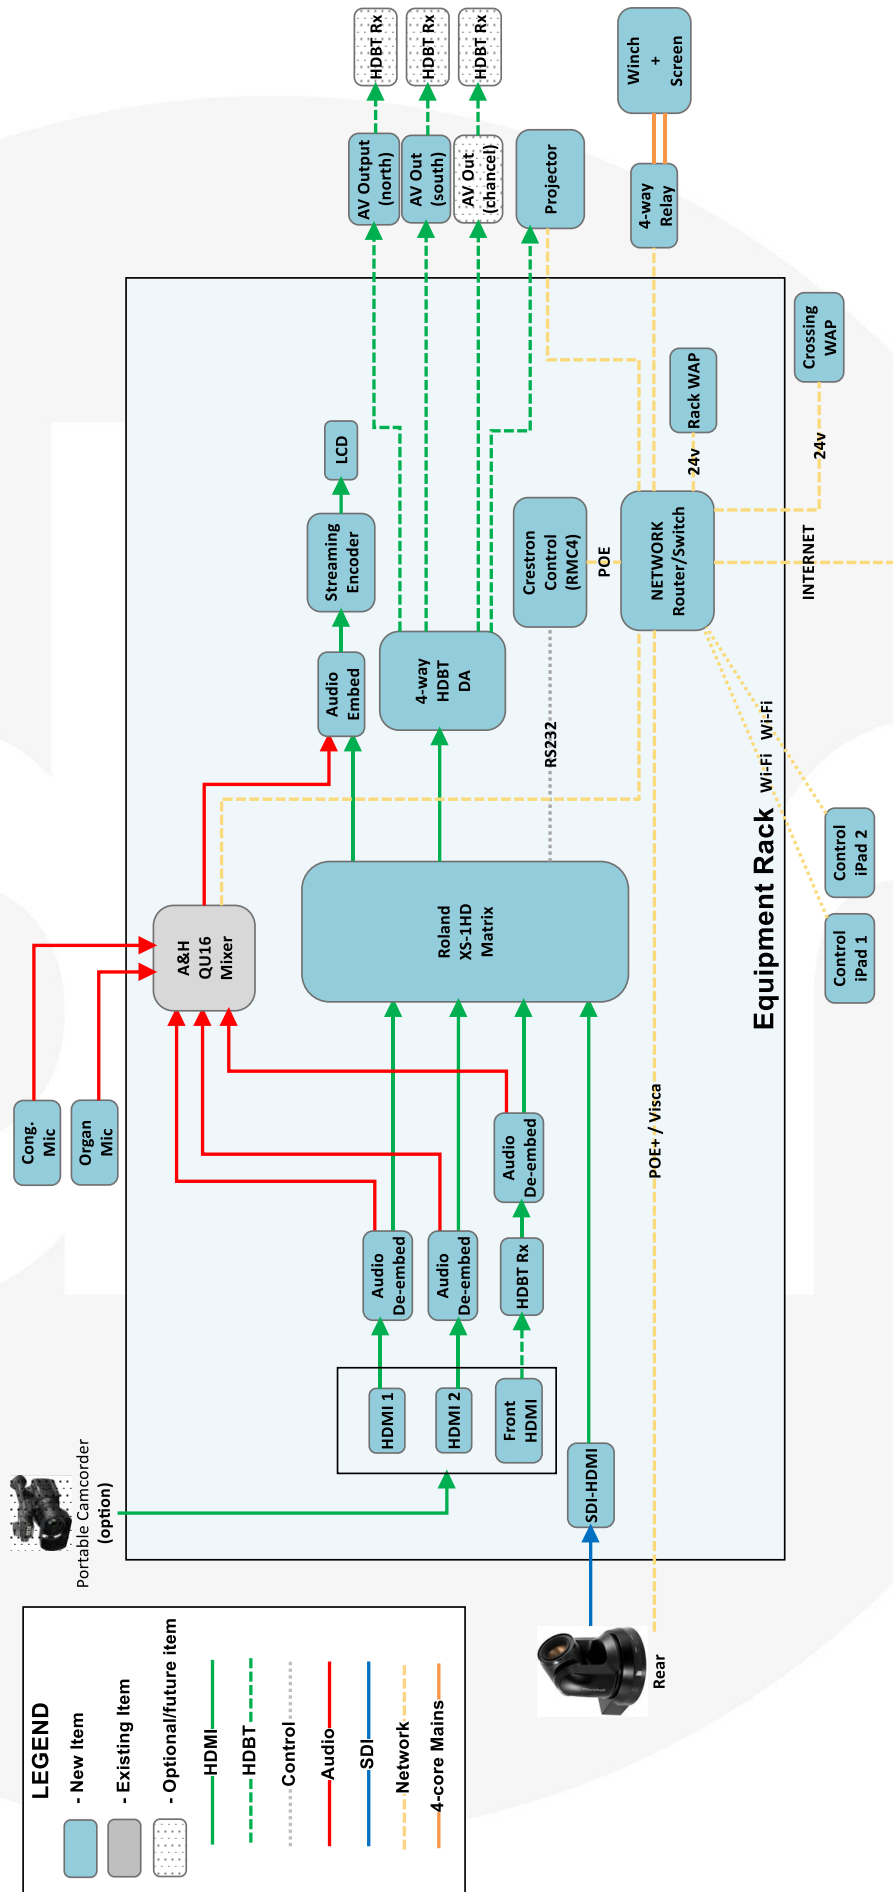 LEGEND
- New Item
- Existing Item
- Optional/future item
HDMI
HDBT
Control
Audio
SDI
Network
4-core Mains
Portable Camcorder
(option)
Rear
Cong.
Mic
Organ
Mic
HDMI 1
HDMI 2
Front
HDMI
SDI-HDMI
Audio
De-embed
Audio
De-embed
HDBT Rx
Audio
De-embed
A&H
QU16
Mixer
Roland
XS-1HD
Matrix
Audio
Embed
Streaming
Encoder
LCD
4-way
HDBT
DA
RS232
Crestron
Control
(RMC4)
POE
NETWORK
Router/Switch
POE+ / Visca
Equipment Rack
Wi-Fi
Wi-Fi
Control
iPad 1
Control
iPad 2
INTERNET
24v
Rack WAP
24v
Crossing
WAP
AV Output
(north)
HDBT Rx
AV Out
(south)
HDBT Rx
AV Out
(chancel)
HDBT Rx
Projector
4-way
Relay
Winch
+
Screen